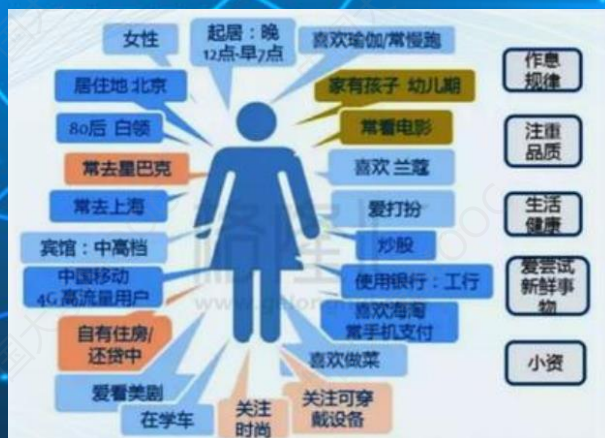 女性
起居：晚
12点-早7点
喜欢瑜伽/常慢跑
居住地 北京
家有孩子 幼儿期
80后 白领
常看电影
常去星巴克
喜欢 兰蔻
常去上海
爱打扮
宾馆：中高档
炒股
中国移动
4G 高流量用户
使用银行：工行
自有住房/
还贷中
喜欢海淘
常手机支付
爱看美剧
喜欢做菜
在学车
关注
时尚
关注可穿
戴设备
作息
规律
注重
品质
生活
健康
爱尝试
新鲜事
物
小资